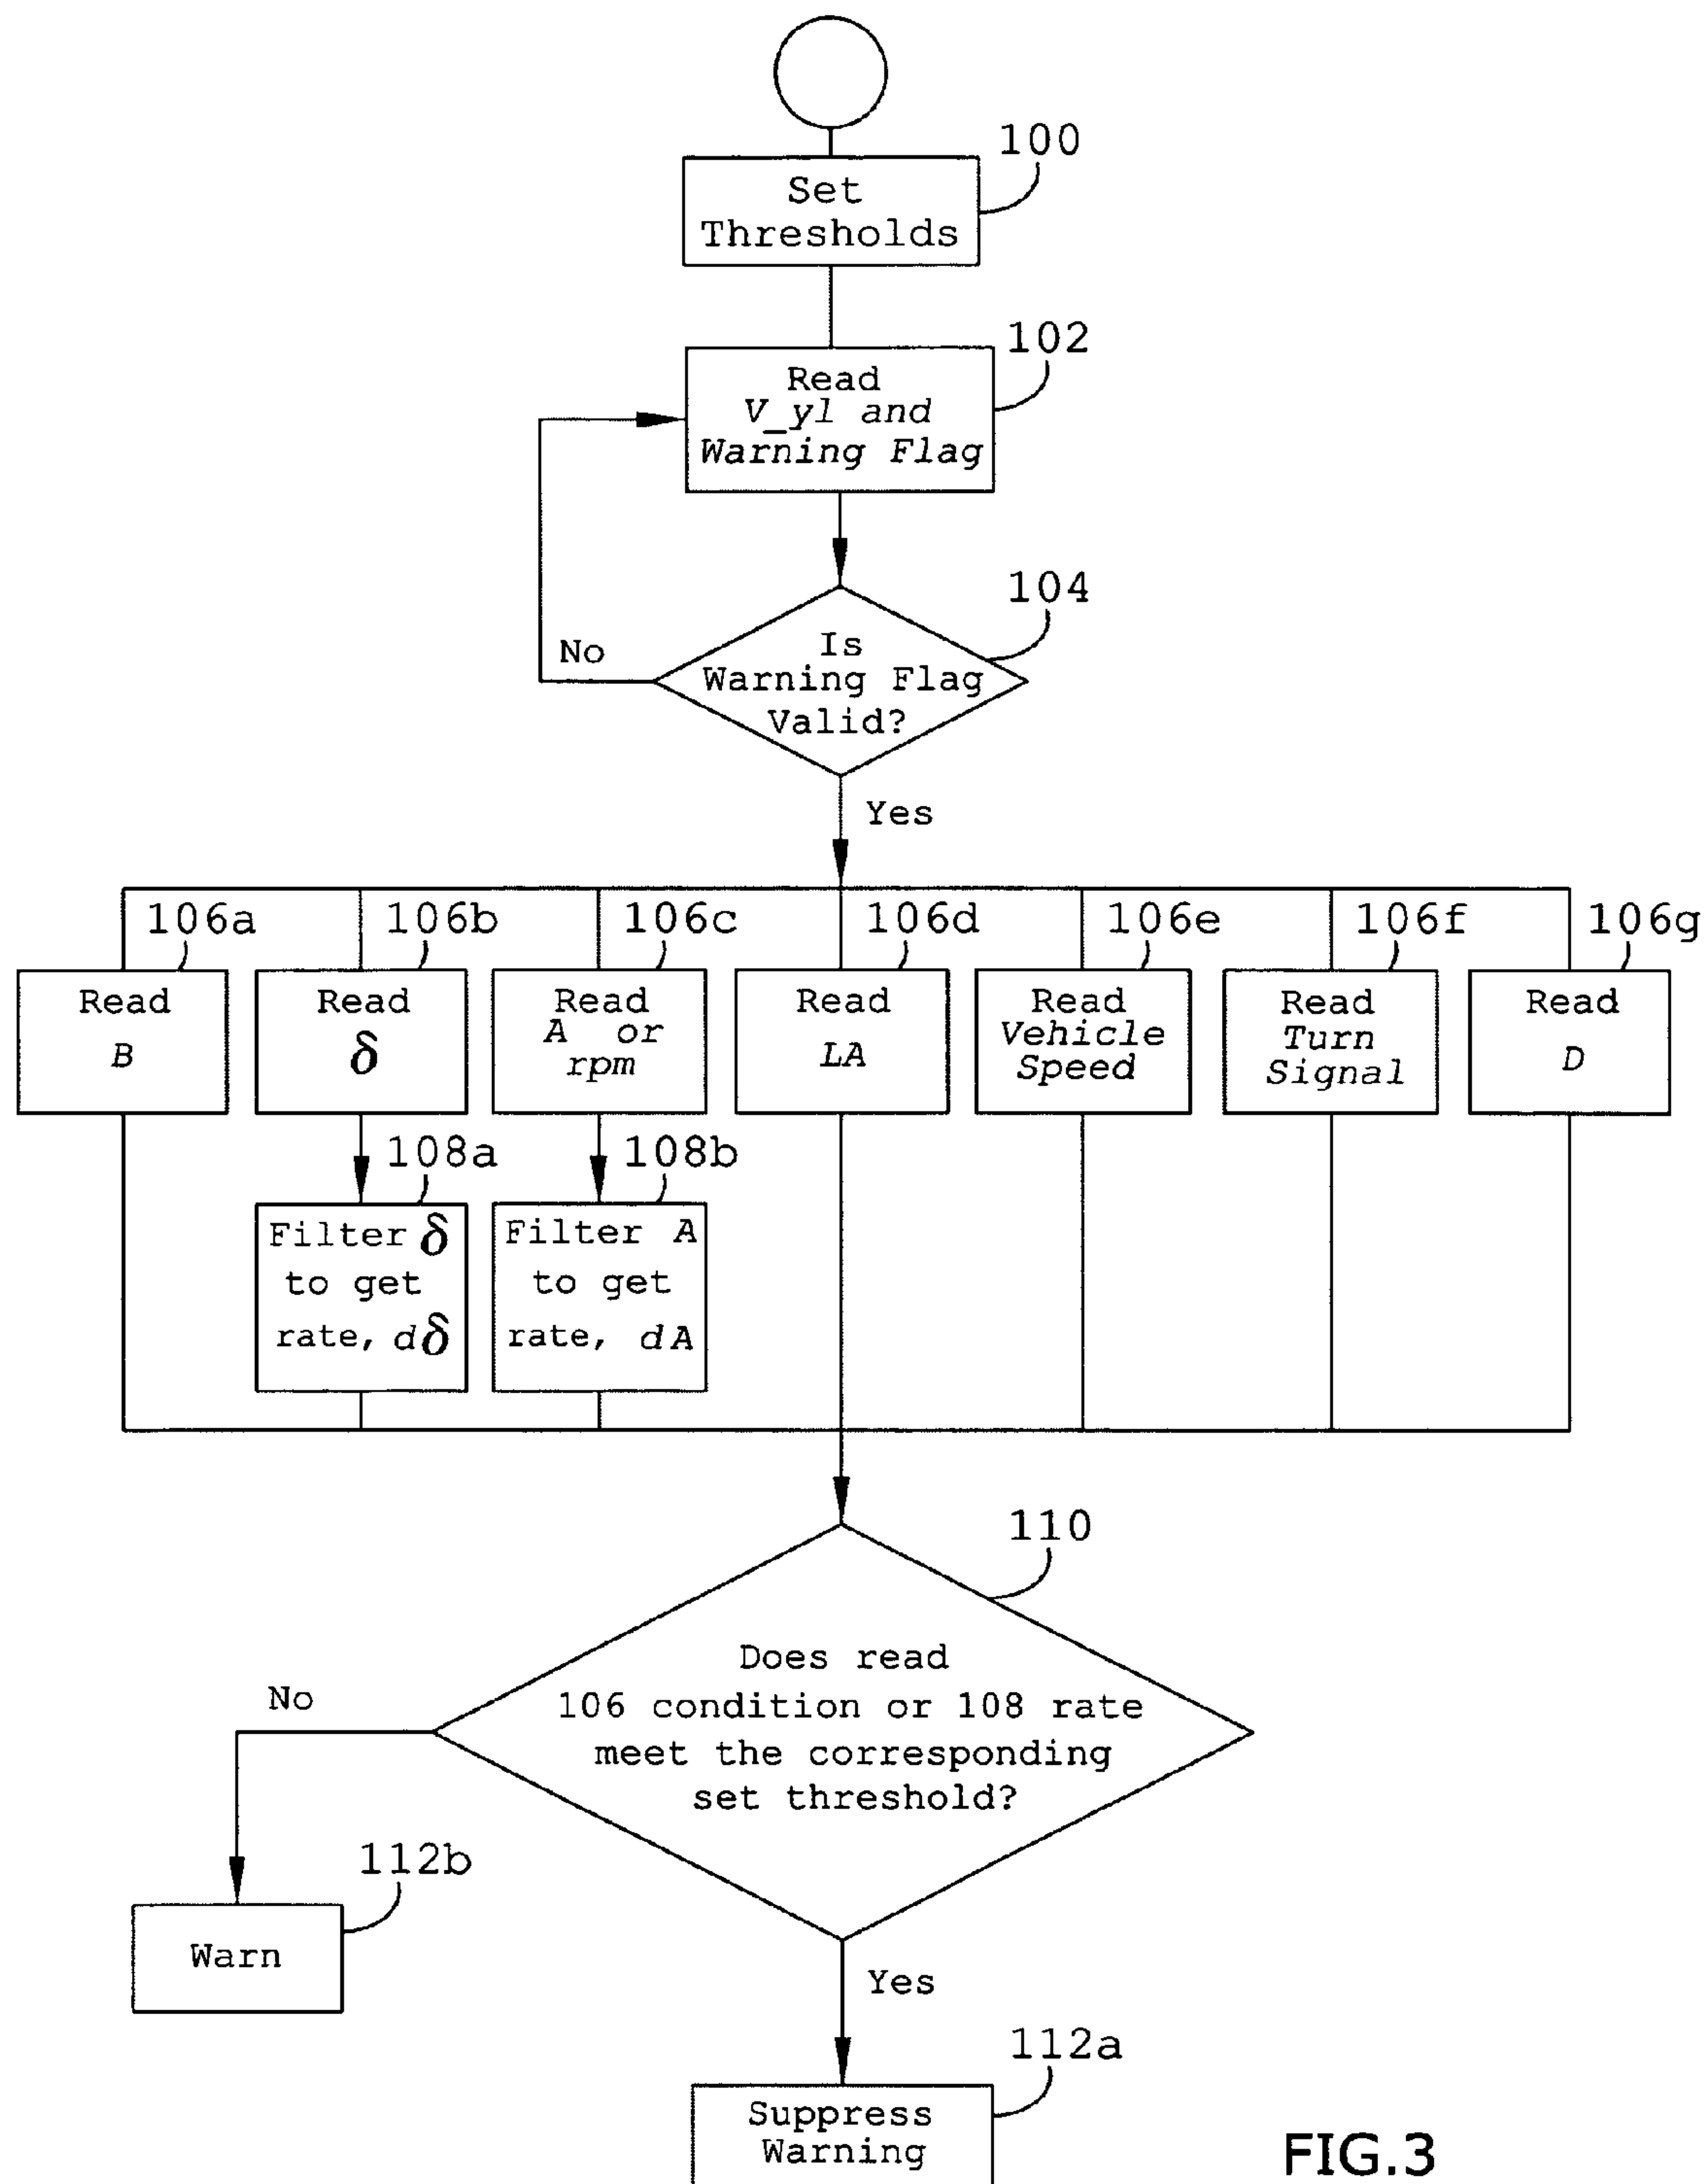 100
Set
Thresholds
102
Read
V_yl and
Warning Flag
104
Is
Warning Flag
Valid?
No
Yes
106a
106b
106c
106d
106e
106f
106g
Read
B
Read
δ
Read
A or
rpm
Read
LA
Read
Vehicle
Speed
Read
Turn
Signal
Read
D
108a
108b
Filter δ
to get
rate, dδ
Filter A
to get
rate, dA
110
Does read
106 condition or 108 rate
meet the corresponding
set threshold?
No
112b
Warn
Yes
112a
Suppress
Warning
FIG.3